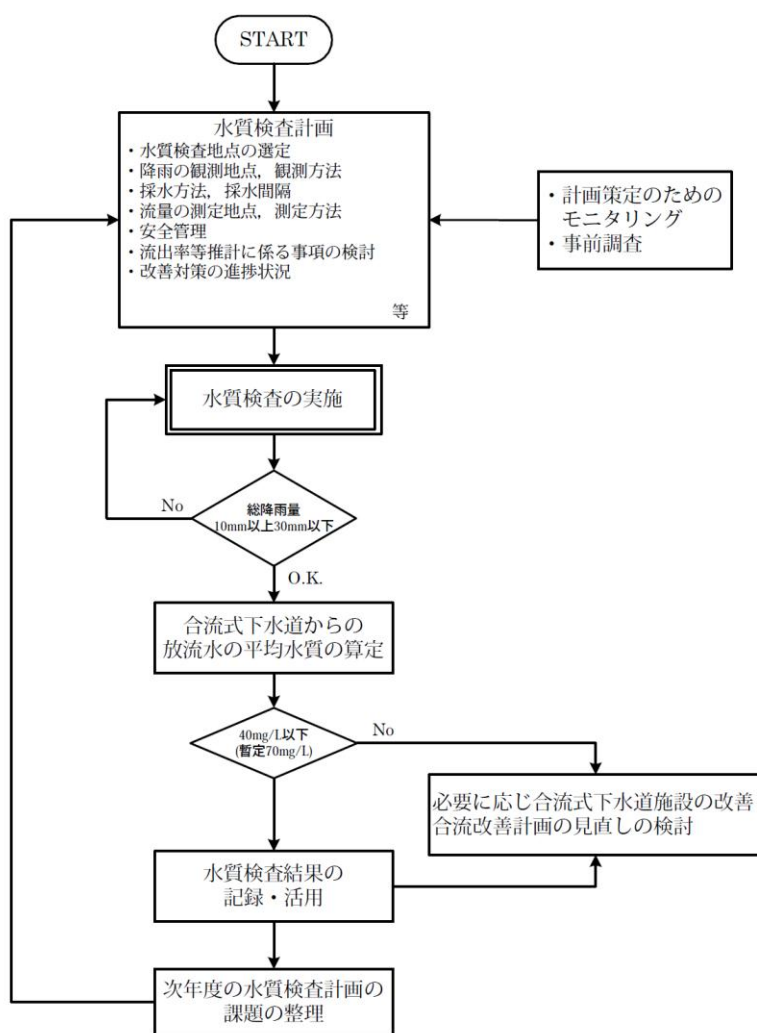 START
水質検査計画
・水質検査地点の選定
・降雨の観測地点，観測方法
・採水方法，採水間隔
・流量の測定地点，測定方法
・安全管理
・流出率等推計に係る事項の検討
・改善対策の進捗状況
等
・計画策定のための
モニタリング
・事前調査
水質検査の実施
総降雨量
10mm以上30mm以下
No
O.K.
合流式下水道からの
放流水の平均水質の算定
40mg/L以下
(暫定70mg/L)
No
必要に応じ合流式下水道施設の改善
合流改善計画の見直しの検討
水質検査結果の
記録・活用
次年度の水質検査計画の
課題の整理